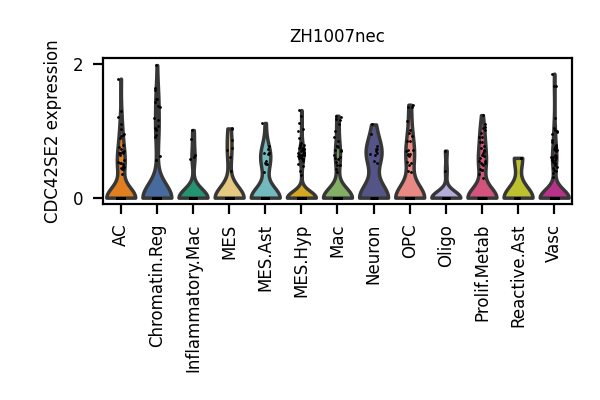 ZH1007nec
CDC42SE2 expression
2
0
AC
Chromatin.Reg
Inflammatory.Mac
MES
MES.Ast
MES.Hyp
Mac
Neuron
OPC
Oligo
Prolif.Metab
Reactive.Ast
Vasc